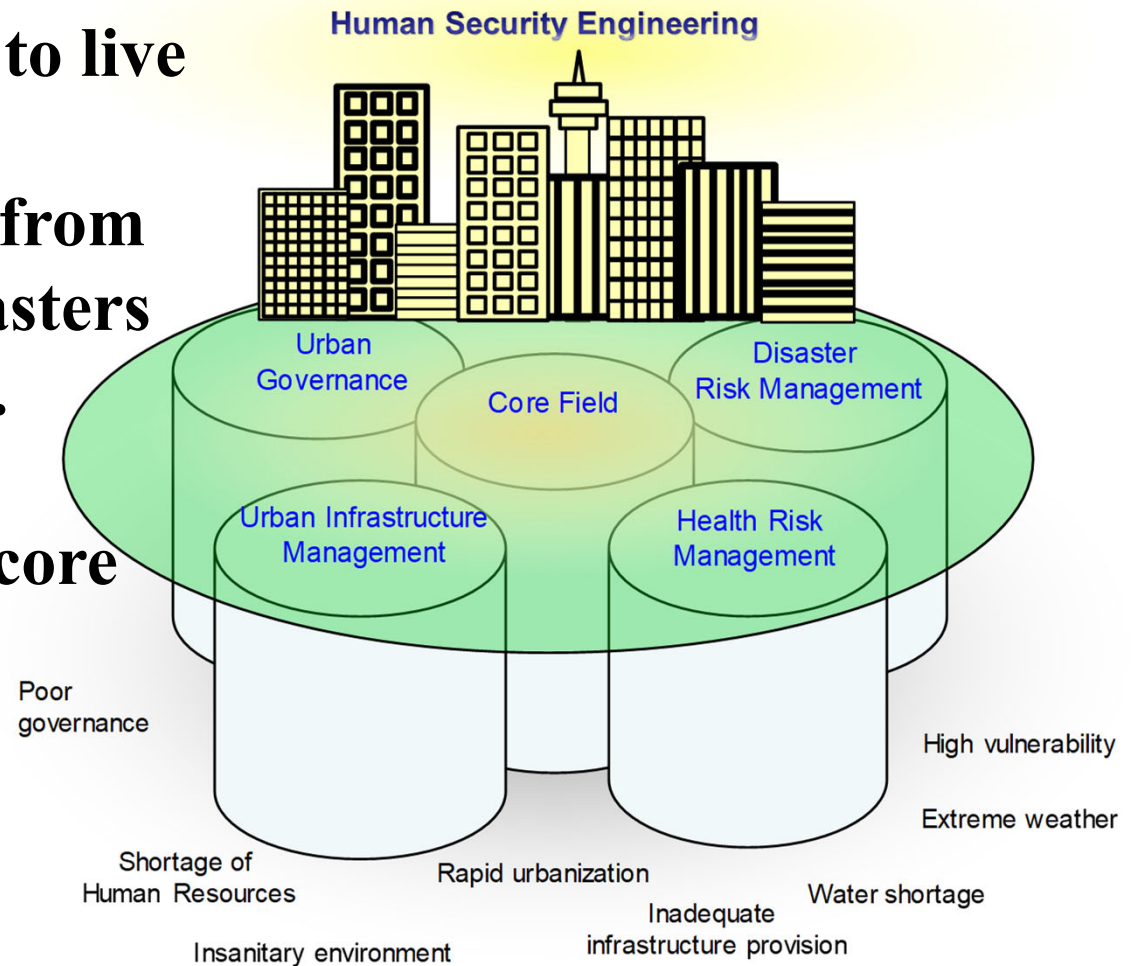 Human Security Engineering
to live
from
asters
.
core
Urban
Governance
Disaster
Risk Management
Core Field
Urban Infrastructure
Management
Health Risk
Management
Poor
governance
High vulnerability
Extreme weather
Shortage of
Human Resources
Rapid urbanization
Water shortage
Inadequate
infrastructure provision
Insanitary environment